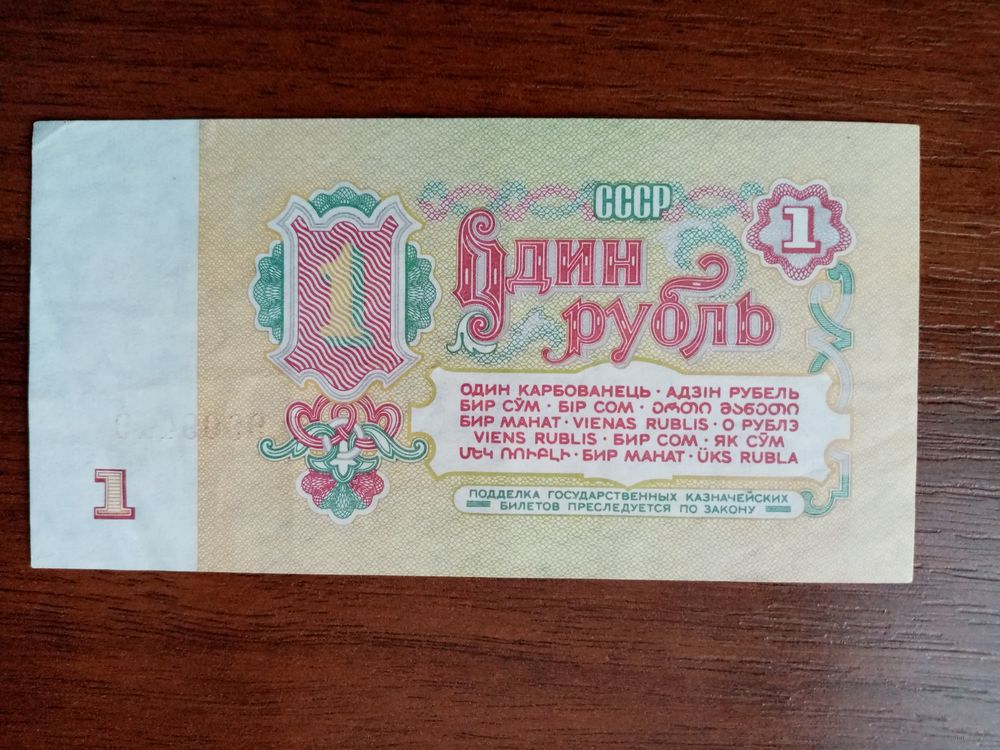 СССР
1
1
Один
рубль
ОДИН КАРБОВАНЕЦЬ · АДЗІН РУБЕЛЬ
БИР СЎМ · БІР СОМ · ᲔᲠᲗᲘ ᲛᲐᲜᲔᲗᲘ
БИР МАНАТ · VIENAS RUBLIS · О РУБЛЭ
VIENS RUBLIS · БИР СОМ · ЯК СЎМ
ՄԵԿ ՌՈՒԲԼԻ · БИР МАНАТ · ÜKS RUBLA
ПОДДЕЛКА ГОСУДАРСТВЕННЫХ КАЗНАЧЕЙСКИХ
БИЛЕТОВ ПРЕСЛЕДУЕТСЯ ПО ЗАКОНУ
1